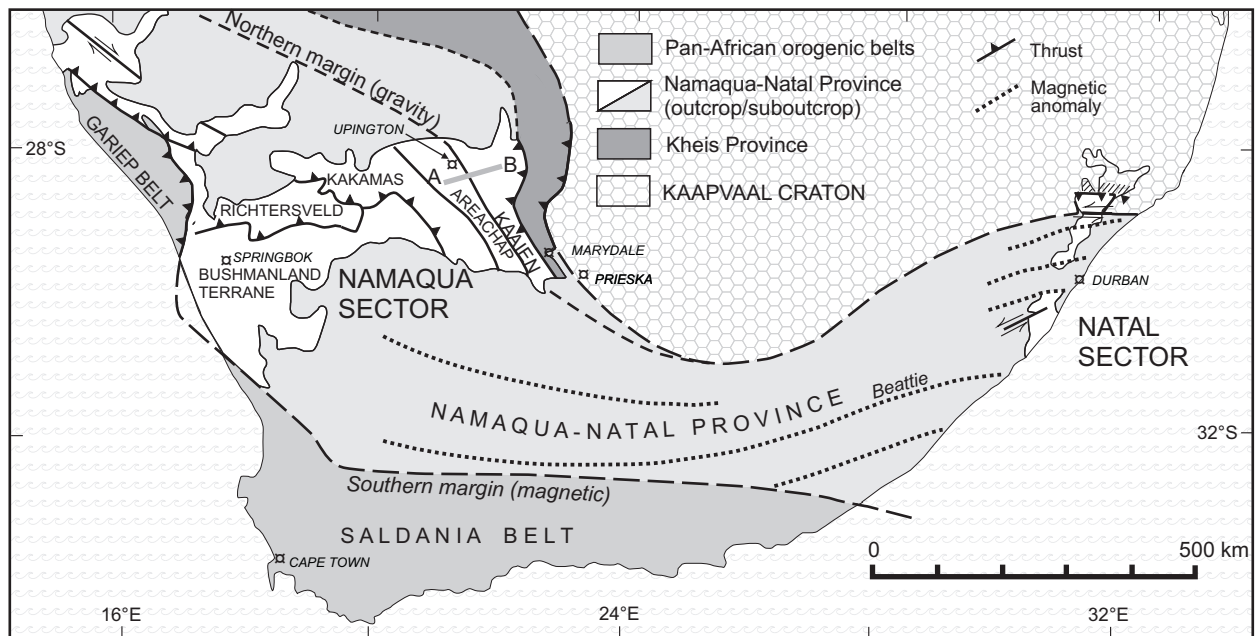 Northern margin (gravity)
Pan-African orogenic belts
Namaqua-Natal Province
(outcrop/suboutcrop)
Kheis Province
KAAPVAAL CRATON
Thrust
Magnetic
anomaly
28°S
GARIEP BELT
UPINGTON
A
B
KAKAMAS
RICHTERSVELD
AREACHAP
KAAIEN
SPRINGBOK
BUSHMANLAND
TERRANE
NAMAQUA
SECTOR
MARYDALE
PRIESKA
DURBAN
NATAL
SECTOR
Beattie
NAMAQUA-NATAL PROVINCE
32°S
Southern margin (magnetic)
SALDANIA BELT
CAPE TOWN
0
500 km
16°E
24°E
32°E